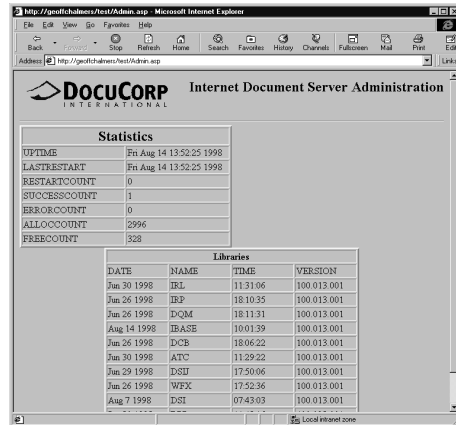 http://geoffchalmers/test/Admin.asp - Microsoft Internet Explorer
File Edit View Go Favorites Help
Back Forward Stop Refresh Home Search Favorites History Channels Fullscreen Mail Print Edit
Address http://geoffchalmers/test/Admin.asp Links
DOCUCORP
INTERNATIONAL
Internet Document Server Administration
Statistics
UPTIME Fri Aug 14 13:52:25 1998
LASTRESTART Fri Aug 14 13:52:25 1998
RESTARTCOUNT 0
SUCCESSCOUNT 1
ERRORCOUNT 0
ALLOCCOUNT 2996
FREECOUNT 328
Libraries
DATE NAME TIME VERSION
Jun 30 1998 IRL 11:31:06 100.013.001
Jun 26 1998 IRP 18:10:35 100.013.001
Jun 26 1998 DQM 18:11:31 100.013.001
Aug 14 1998 IBASE 10:01:39 100.013.001
Jun 26 1998 DCB 18:06:22 100.013.001
Jun 30 1998 ATC 11:29:22 100.013.001
Jun 29 1998 DSIJ 17:50:06 100.013.001
Jun 26 1998 WFX 17:52:36 100.013.001
Aug 7 1998 DSI 07:43:03 100.013.001
Local intranet zone